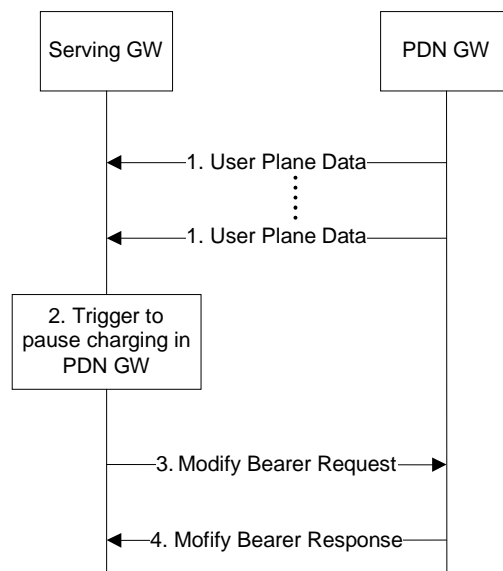 Serving GW
PDN GW
1. User Plane Data
1. User Plane Data
2. Trigger to
pause charging in
PDN GW
3. Modify Bearer Request
4. Mofify Bearer Response